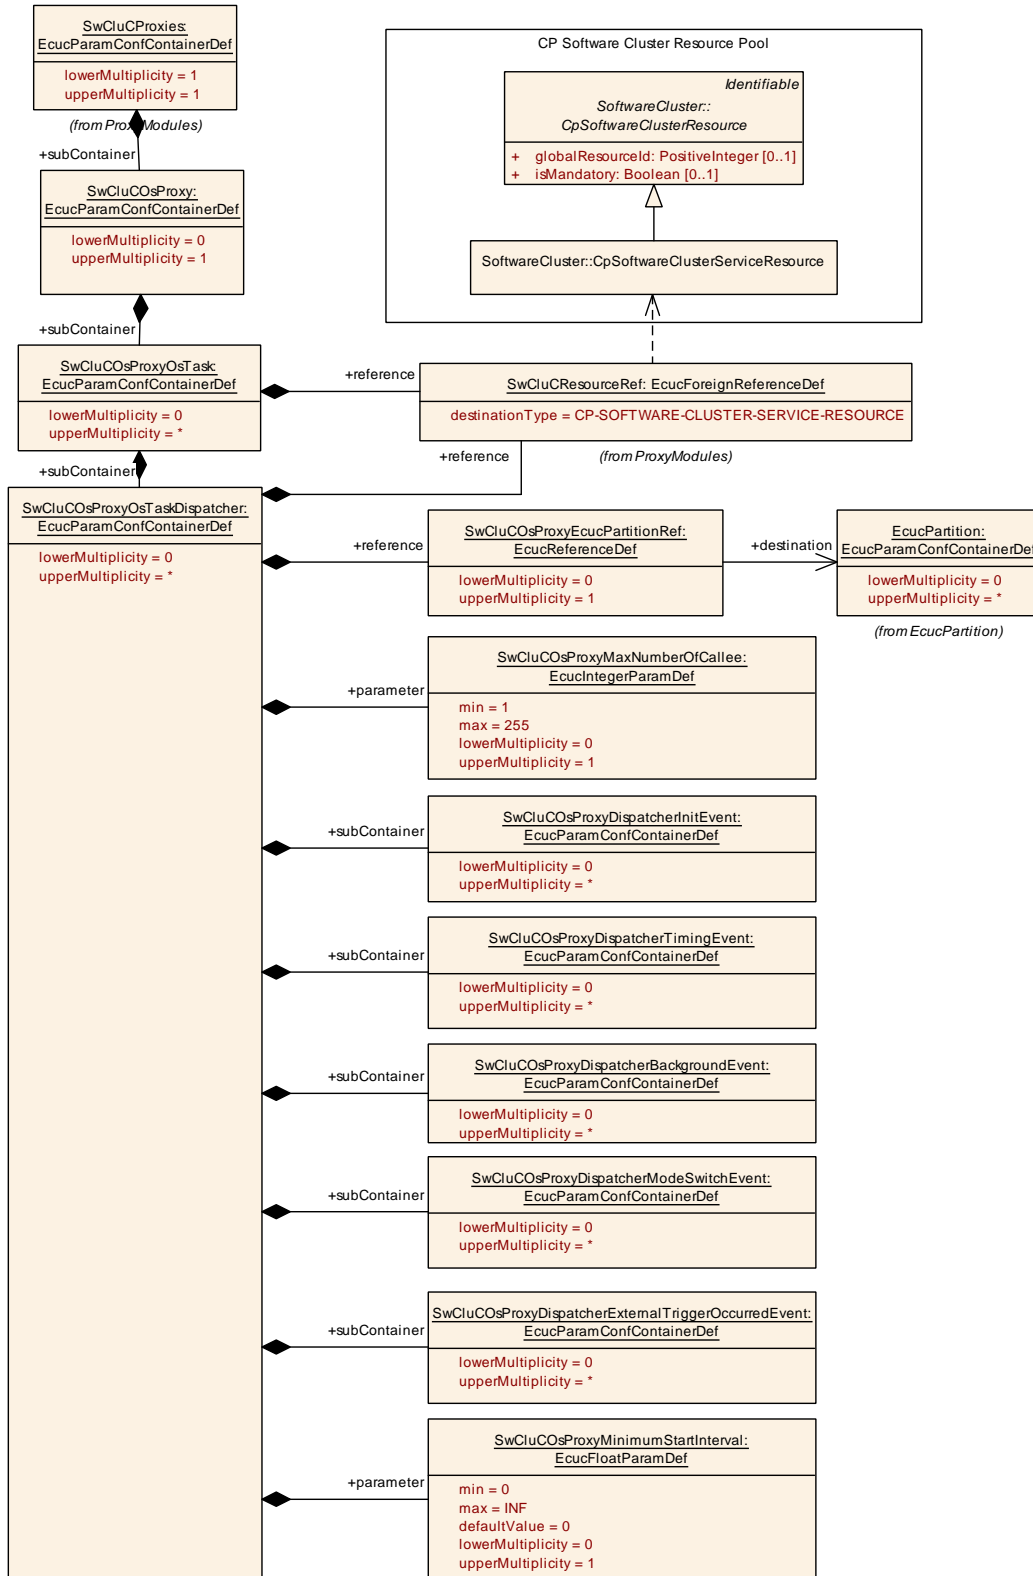 SwCluCProxies:
EcucParamConfContainerDef
lowerMultiplicity = 1
upperMultiplicity = 1
(from ProxyModules)
+subContainer
SwCluCOsProxy:
EcucParamConfContainerDef
lowerMultiplicity = 0
upperMultiplicity = 1
+subContainer
CP Software Cluster Resource Pool
Identifiable
SoftwareCluster::
CpSoftwareClusterResource
+ globalResourceId: PositiveInteger [0..1]
+ isMandatory: Boolean [0..1]
SoftwareCluster::CpSoftwareClusterServiceResource
SwCluCOsProxyOsTask:
EcucParamConfContainerDef
lowerMultiplicity = 0
upperMultiplicity = *
+reference
SwCluCResourceRef: EcucForeignReferenceDef
destinationType = CP-SOFTWARE-CLUSTER-SERVICE-RESOURCE
(from ProxyModules)
+subContainer
+reference
SwCluCOsProxyOsTaskDispatcher:
EcucParamConfContainerDef
lowerMultiplicity = 0
upperMultiplicity = *
+reference
SwCluCOsProxyEcucPartitionRef:
EcucReferenceDef
lowerMultiplicity = 0
upperMultiplicity = 1
+destination
EcucPartition:
EcucParamConfContainerDef
lowerMultiplicity = 0
upperMultiplicity = *
(from EcucPartition)
+parameter
SwCluCOsProxyMaxNumberOfCallee:
EcucIntegerParamDef
min = 1
max = 255
lowerMultiplicity = 0
upperMultiplicity = 1
+subContainer
SwCluCOsProxyDispatcherInitEvent:
EcucParamConfContainerDef
lowerMultiplicity = 0
upperMultiplicity = *
+subContainer
SwCluCOsProxyDispatcherTimingEvent:
EcucParamConfContainerDef
lowerMultiplicity = 0
upperMultiplicity = *
+subContainer
SwCluCOsProxyDispatcherBackgroundEvent:
EcucParamConfContainerDef
lowerMultiplicity = 0
upperMultiplicity = *
+subContainer
SwCluCOsProxyDispatcherModeSwitchEvent:
EcucParamConfContainerDef
lowerMultiplicity = 0
upperMultiplicity = *
+subContainer
SwCluCOsProxyDispatcherExternalTriggerOccurredEvent:
EcucParamConfContainerDef
lowerMultiplicity = 0
upperMultiplicity = *
+parameter
SwCluCOsProxyMinimumStartInterval:
EcucFloatParamDef
min = 0
max = INF
defaultValue = 0
lowerMultiplicity = 0
upperMultiplicity = 1